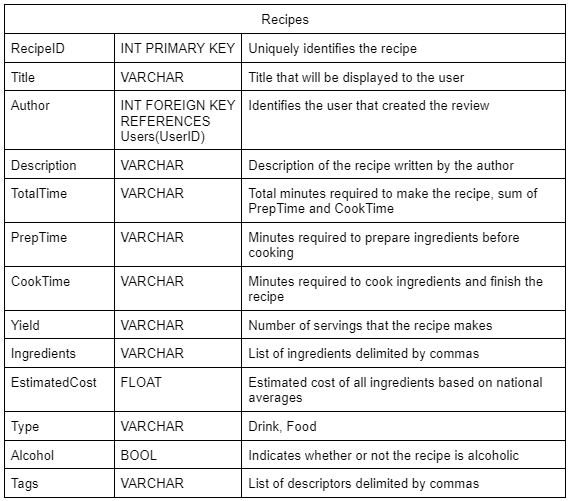 Recipes
RecipeID INT PRIMARY KEY Uniquely identifies the recipe
Title VARCHAR Title that will be displayed to the user
Author INT FOREIGN KEY REFERENCES Users(UserID) Identifies the user that created the review
Description VARCHAR Description of the recipe written by the author
TotalTime VARCHAR Total minutes required to make the recipe, sum of
PrepTime and CookTime
PrepTime VARCHAR Minutes required to prepare ingredients before
cooking
CookTime VARCHAR Minutes required to cook ingredients and finish the
recipe
Yield VARCHAR Number of servings that the recipe makes
Ingredients VARCHAR List of ingredients delimited by commas
EstimatedCost FLOAT Estimated cost of all ingredients based on national
averages
Type VARCHAR Drink, Food
Alcohol BOOL Indicates whether or not the recipe is alcoholic
Tags VARCHAR List of descriptors delimited by commas